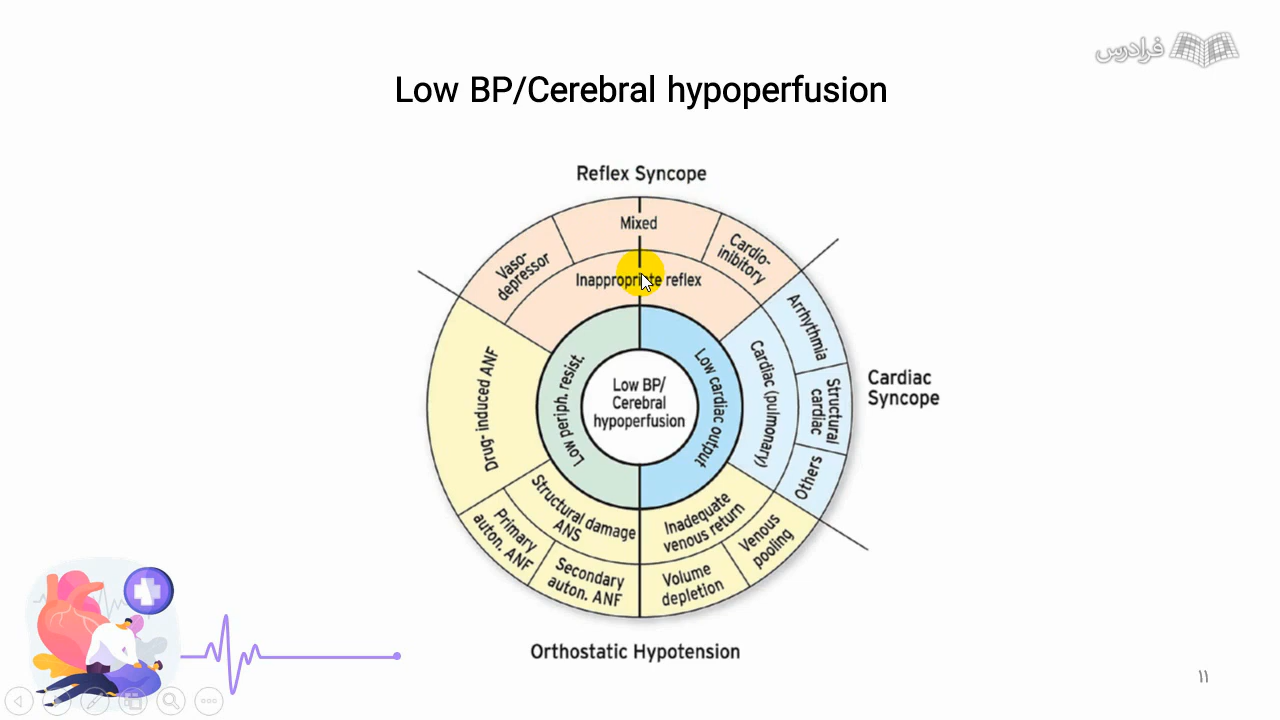 فرادرس
Low BP/Cerebral hypoperfusion
Reflex Syncope
Mixed
Vaso-
depressor
Cardio-
inibitory
Inappropriate reflex
Low periph. resist.
Low BP/
Cerebral
hypoperfusion
Low cardiac output
Drug- induced ANF
Cardiac (pulmonary)
Arrhythmia
Structural
cardiac
Others
Cardiac
Syncope
Structural damage
ANS
Primary
auton. ANF
Secondary
auton. ANF
Inadequate
venous return
Volume
depletion
Venous
pooling
Orthostatic Hypotension
۱۱